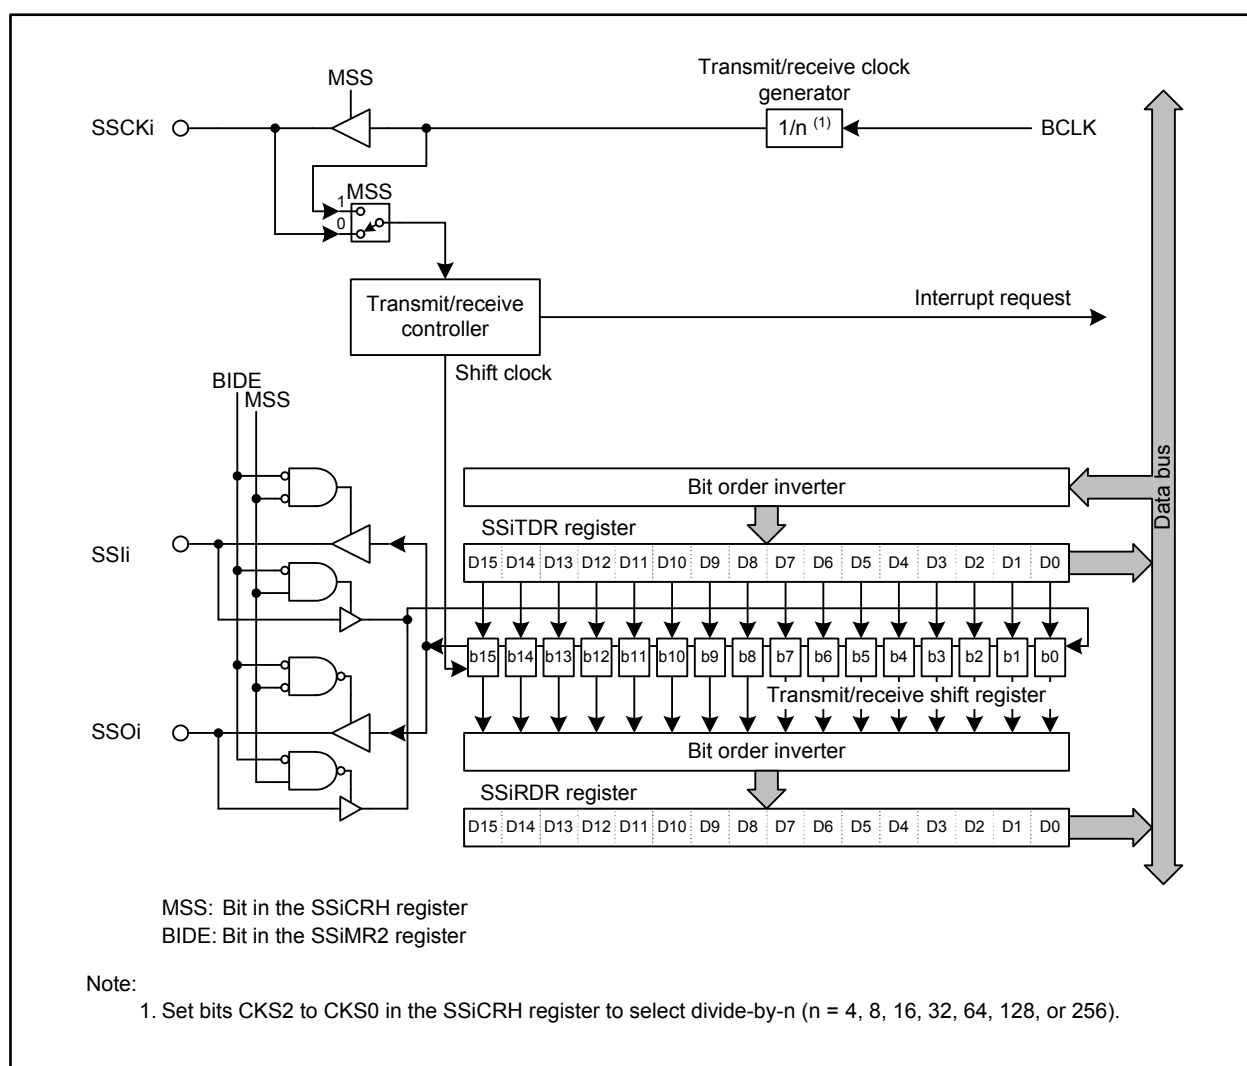 Transmit/receive clock
generator
MSS
SSCKi
1/n (1)
BCLK
MSS
1
0
Transmit/receive
controller
Interrupt request
Shift clock
BIDE
MSS
Data bus
Bit order inverter
SSiTDR register
SSIi
D15 D14 D13 D12 D11 D10 D9 D8 D7 D6 D5 D4 D3 D2 D1 D0
b15 b14 b13 b12 b11 b10 b9 b8 b7 b6 b5 b4 b3 b2 b1 b0
Transmit/receive shift register
SSOi
Bit order inverter
SSiRDR register
D15 D14 D13 D12 D11 D10 D9 D8 D7 D6 D5 D4 D3 D2 D1 D0
MSS: Bit in the SSiCRH register
BIDE: Bit in the SSiMR2 register
Note:
1. Set bits CKS2 to CKS0 in the SSiCRH register to select divide-by-n (n = 4, 8, 16, 32, 64, 128, or 256).